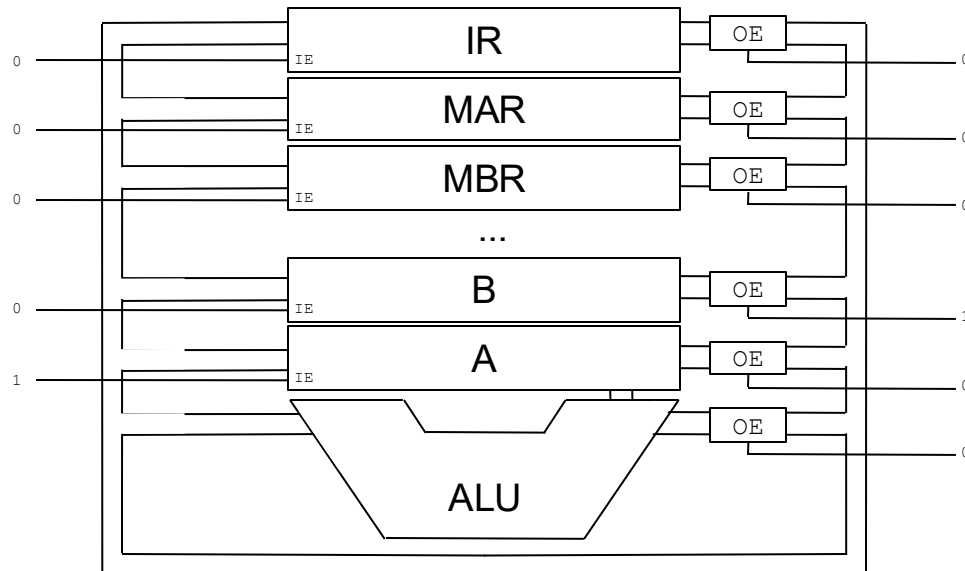 IR OE
0 IE 0
MAR OE
0 IE 0
MBR OE
0 IE 0
...
B OE
0 IE 1
A OE
1 IE 0
OE
0
ALU